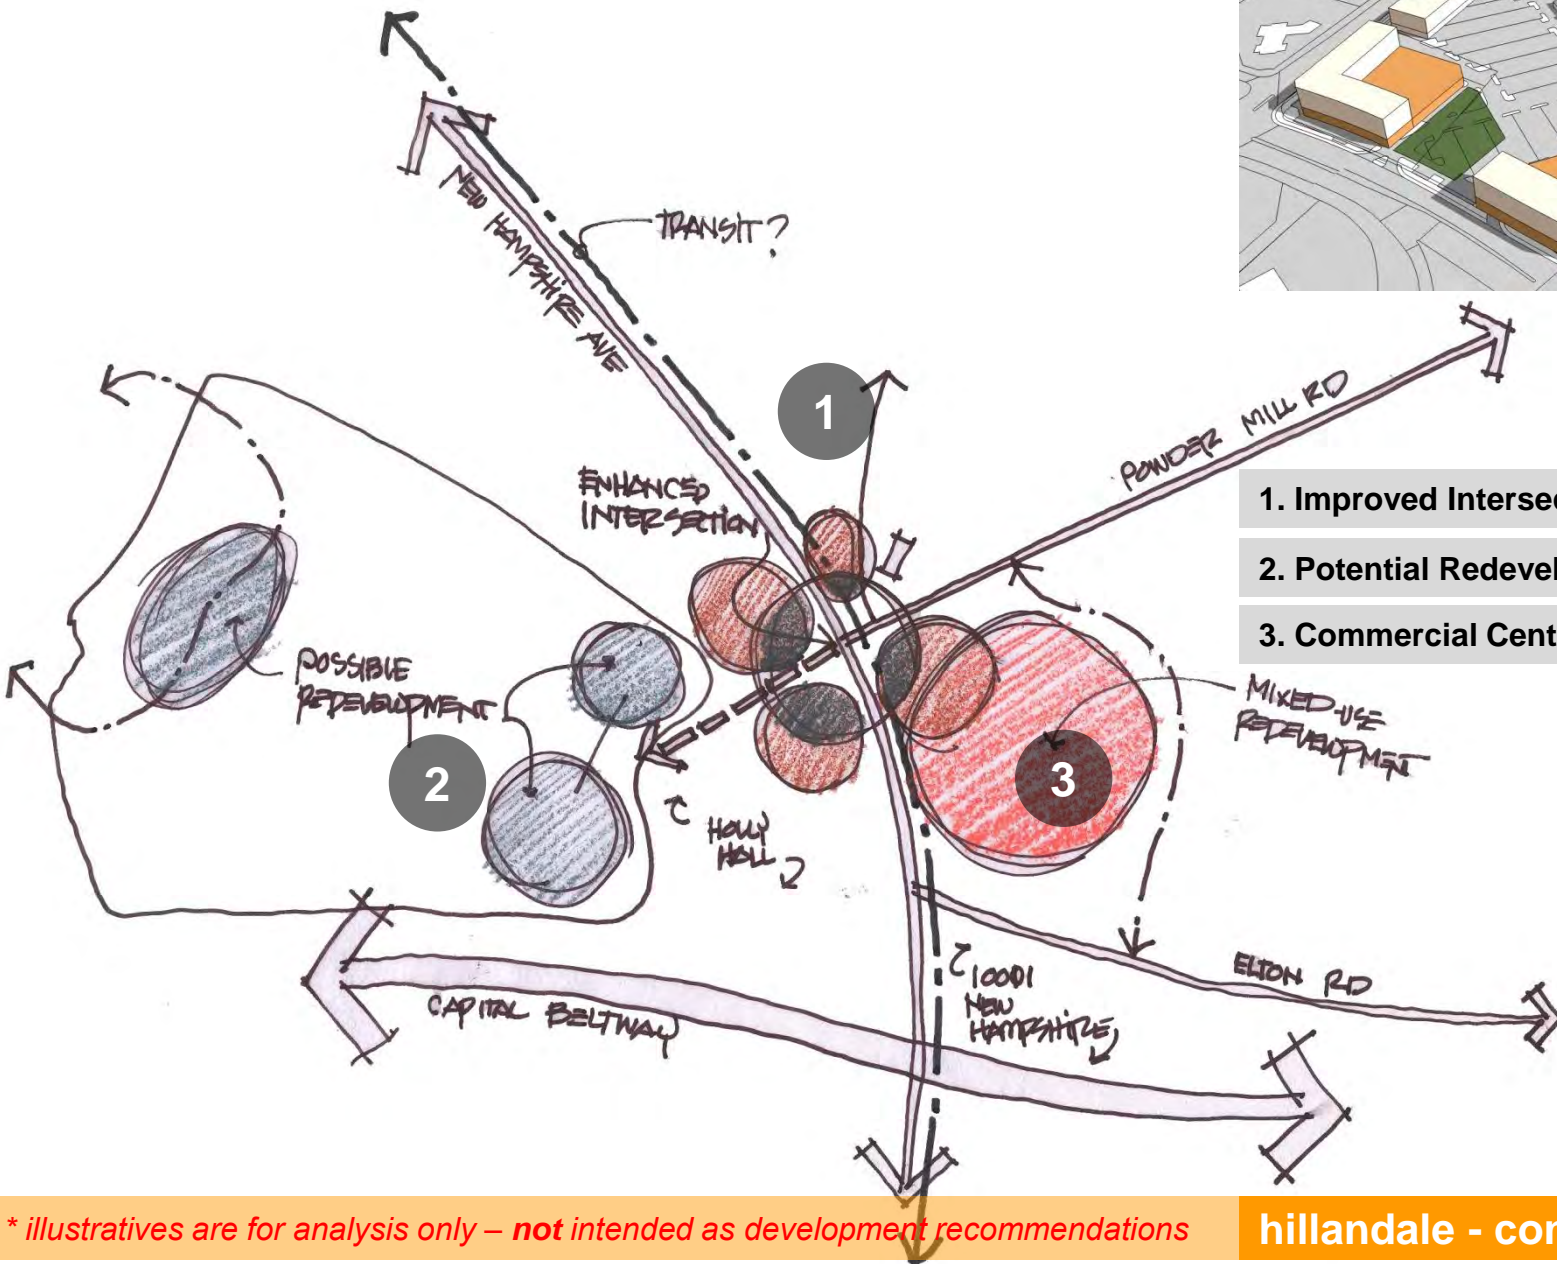 NEW HAMPSHIRE AVE
TRANSIT?
1
POWDER MILL RD
ENHANCED
INTERSECTION
1. Improved Intersec
2. Potential Redevel
3. Commercial Cent
POSSIBLE
REDEVELOPMENT
MIXED-USE
REDEVELOPMENT
2
3
HOLLY
HALL
10001
NEW
HAMPSHIRE
ELTON RD
CAPITAL BELTWAY
* illustratives are for analysis only – not intended as development recommendations
hillandale - con